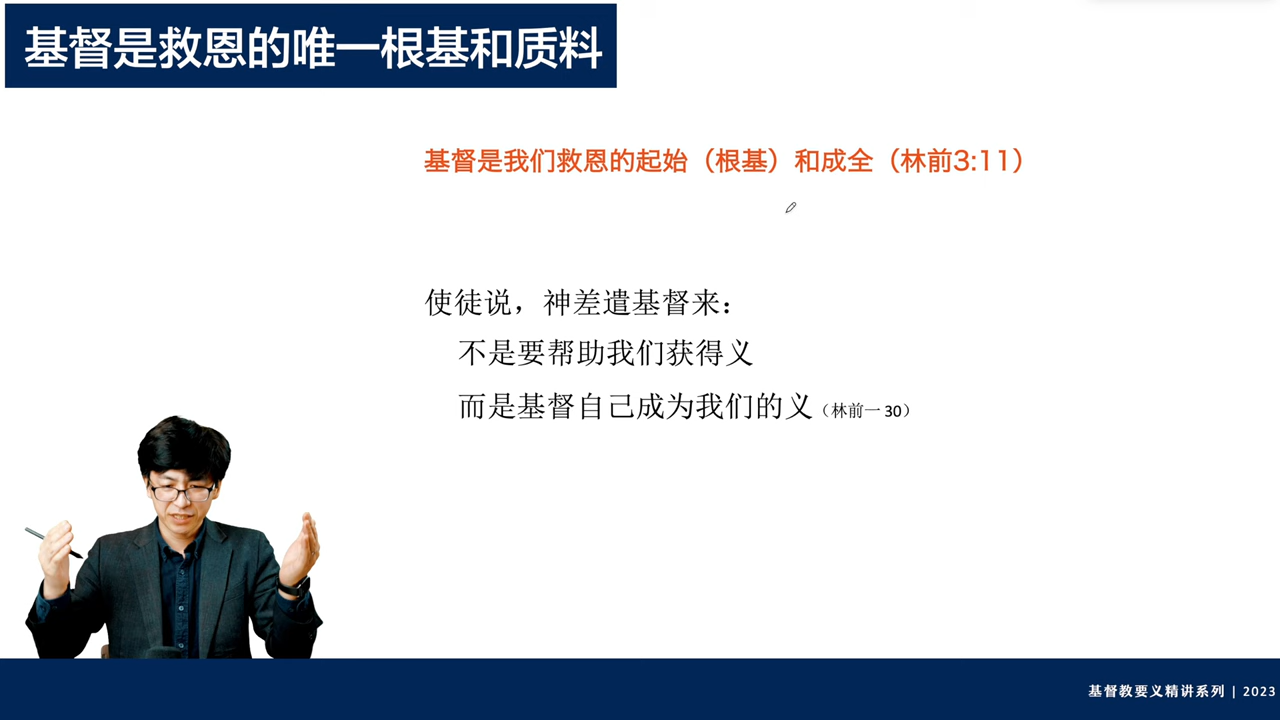 基督是救恩的唯一根基和质料
基督是我们救恩的起始（根基）和成全（林前3:11）
使徒说，神差遣基督来：
不是要帮助我们获得义
而是基督自己成为我们的义（林前一 30）
基督教要义精讲系列 | 2023